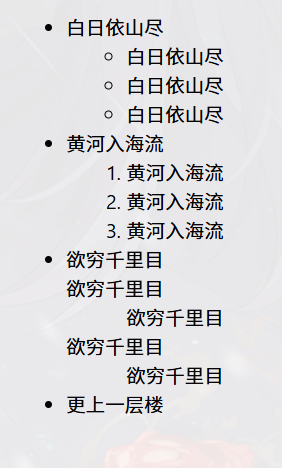 • 白日依山尽
◦ 白日依山尽
◦ 白日依山尽
◦ 白日依山尽
• 黄河入海流
1. 黄河入海流
2. 黄河入海流
3. 黄河入海流
• 欲穷千里目
欲穷千里目
欲穷千里目
欲穷千里目
欲穷千里目
• 更上一层楼